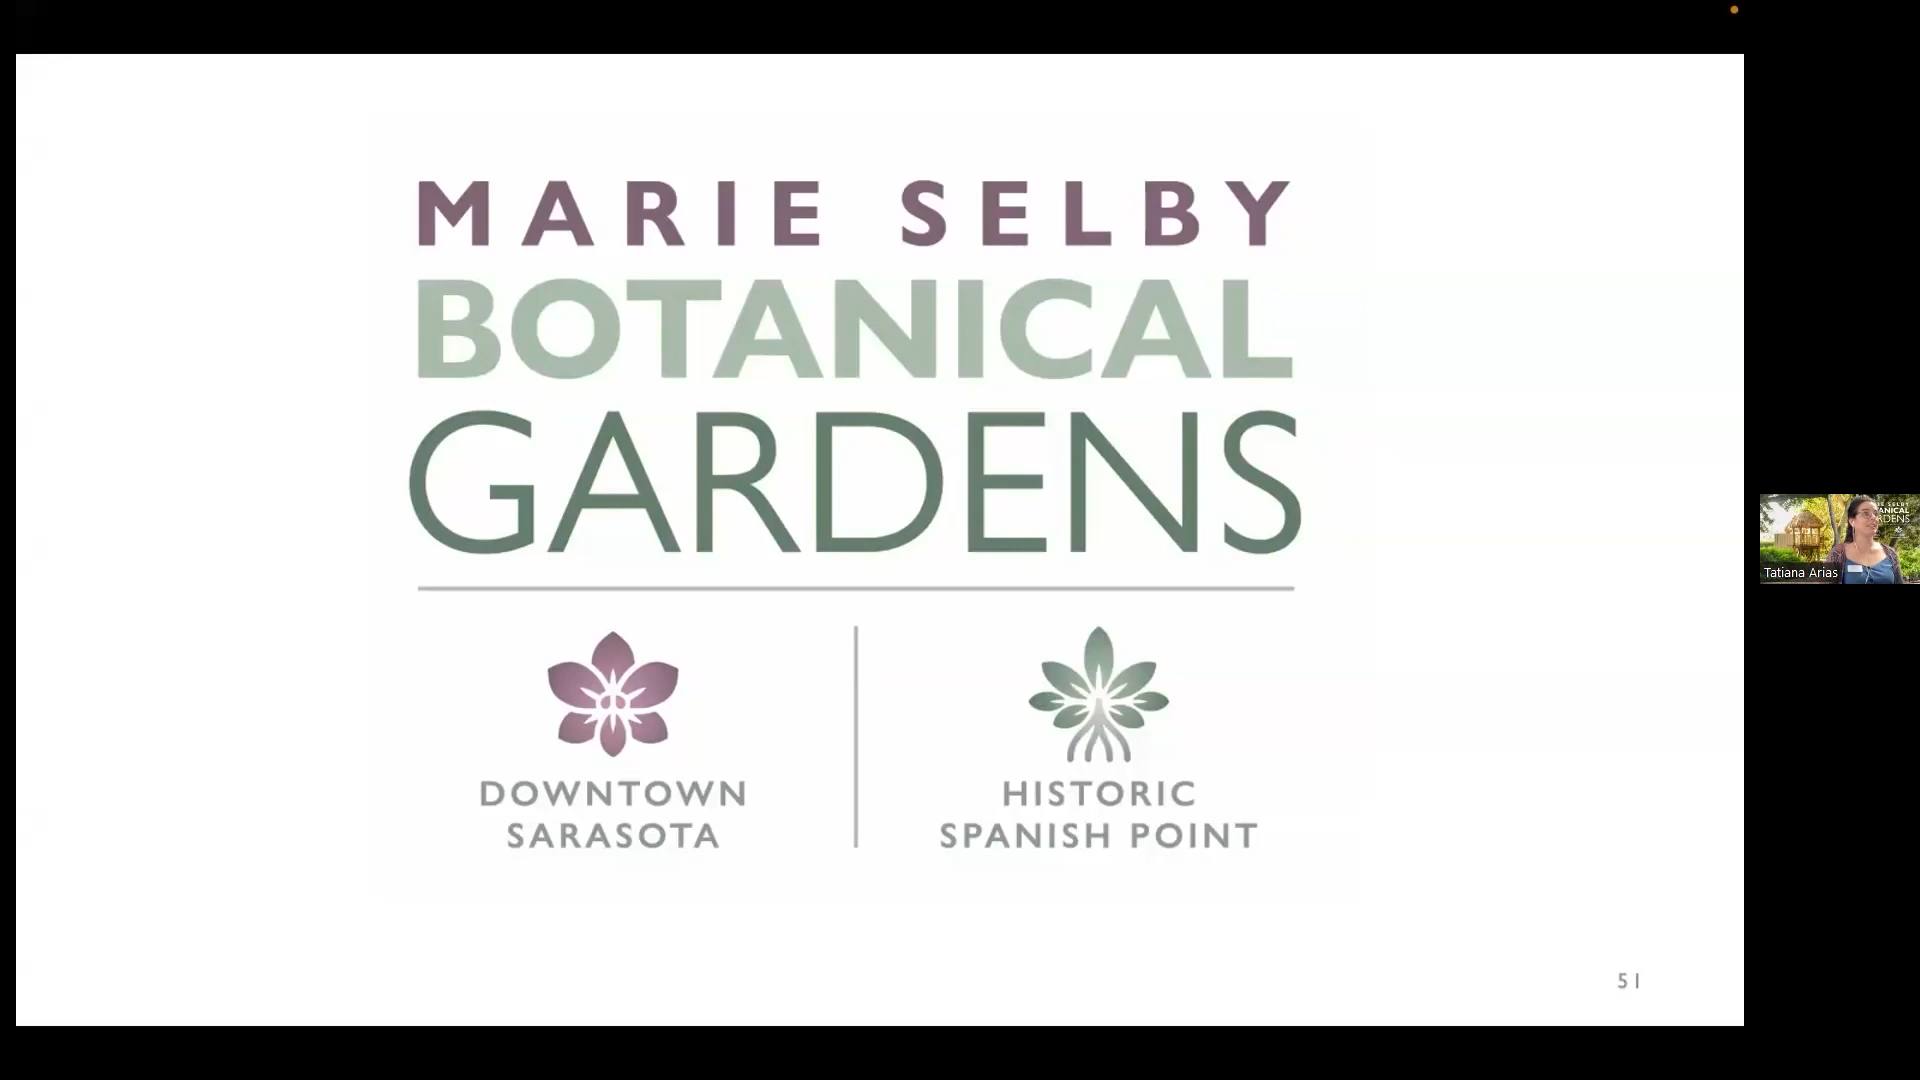 MARIE SELBY
BOTANICAL
GARDENS
DOWNTOWN
SARASOTA
HISTORIC
SPANISH POINT
51
Tatiana Arias